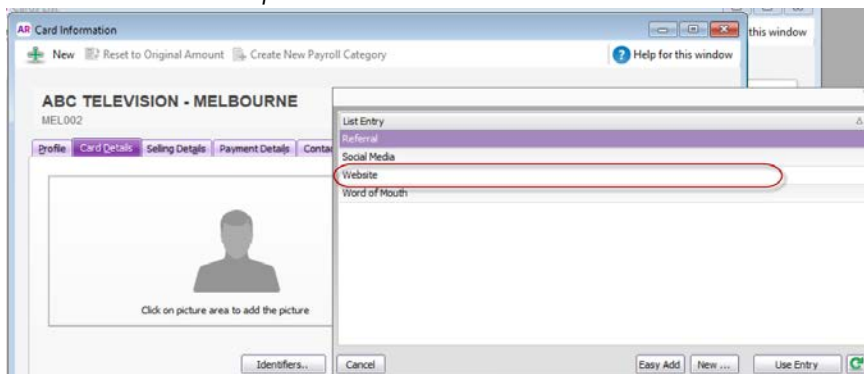 AR Card Information
this window
New Reset to Original Amount Create New Payroll Category
? Help for this window
ABC TELEVISION - MELBOURNE
MEL002
Profile Card Details Selling Details Payment Details
List Entry
Referral
Social Media
Website
Word of Mouth
Click on picture area to add the picture
Identifiers.. Cancel Easy Add New ... Use Entry